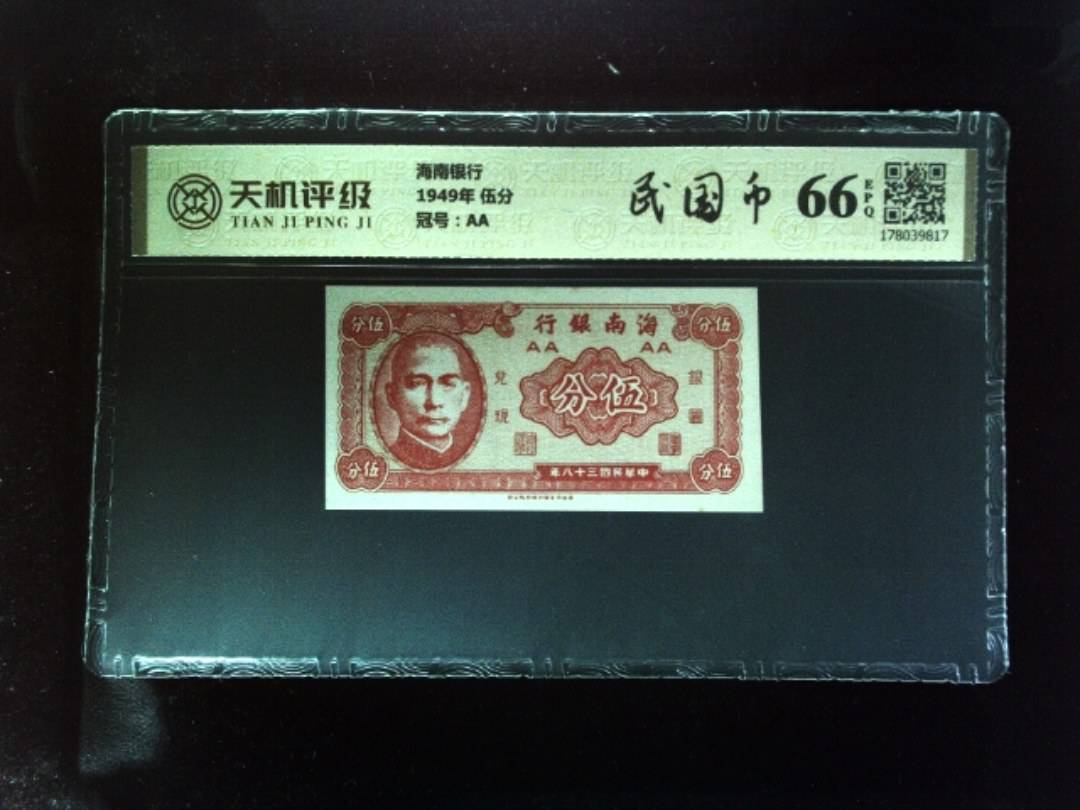 天机评级
TIAN JI PING JI
海南银行
1949年 伍分
冠号：AA
民国币
66
EPQ
178039817
行銀南海
AA AA
分伍
分伍
分伍
兌現
銀圓
分伍
分伍
年八十三國民華中